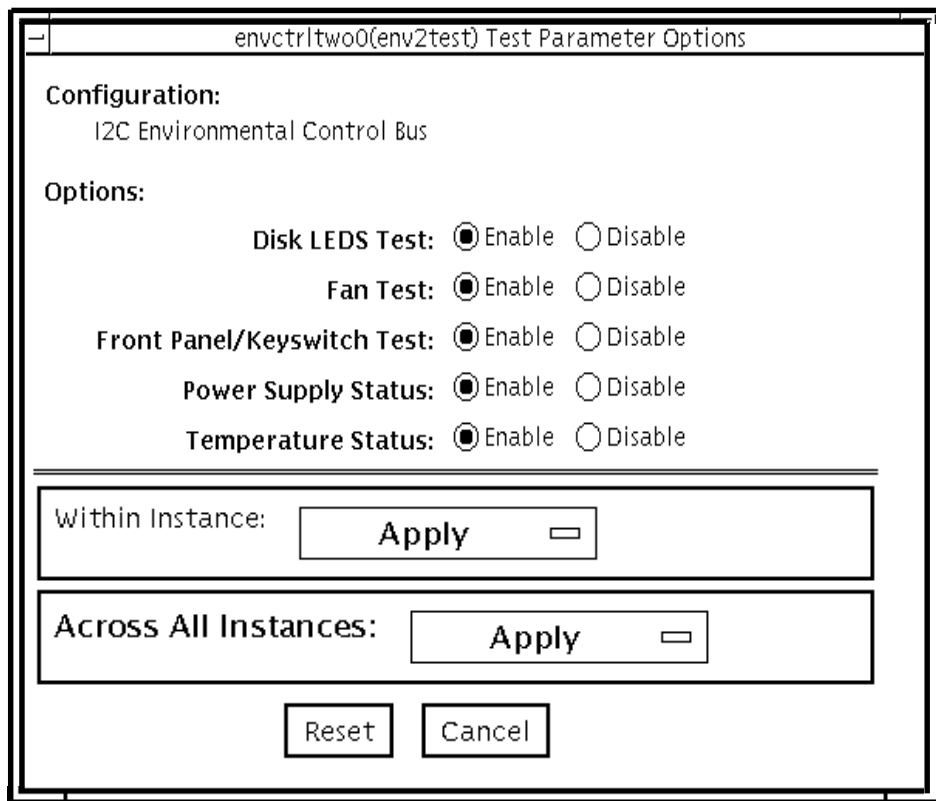 envctrltwo0(env2test) Test Parameter Options
Configuration:
I2C Environmental Control Bus
Options:
Disk LEDS Test: Enable Disable
Fan Test: Enable Disable
Front Panel/Keyswitch Test: Enable Disable
Power Supply Status: Enable Disable
Temperature Status: Enable Disable
Within Instance: Apply
Across All Instances: Apply
Reset Cancel